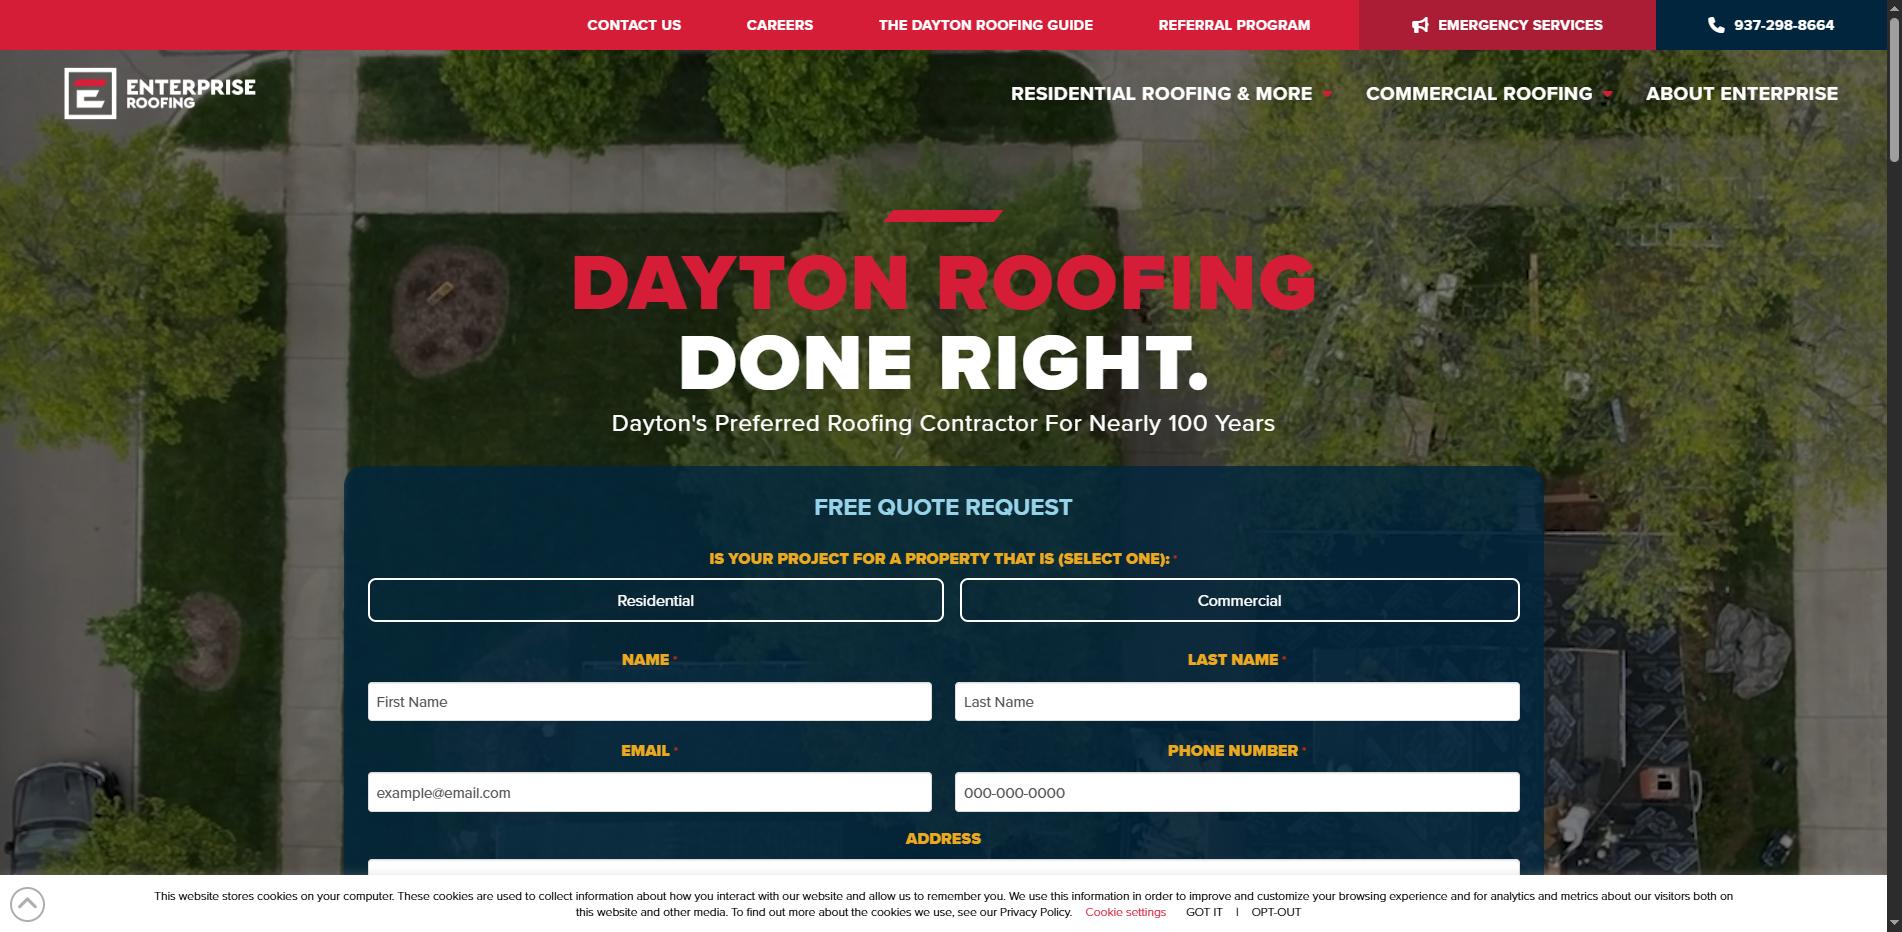 CONTACT US CAREERS THE DAYTON ROOFING GUIDE REFERRAL PROGRAM EMERGENCY SERVICES 937-298-8664
ENTERPRISE
ROOFING
RESIDENTIAL ROOFING & MORE COMMERCIAL ROOFING ABOUT ENTERPRISE
DAYTON ROOFING
DONE RIGHT.
Dayton's Preferred Roofing Contractor For Nearly 100 Years
FREE QUOTE REQUEST
IS YOUR PROJECT FOR A PROPERTY THAT IS (SELECT ONE): *
Residential Commercial
NAME * LAST NAME *
First Name Last Name
EMAIL * PHONE NUMBER *
example@email.com 000-000-0000
ADDRESS
This website stores cookies on your computer. These cookies are used to collect information about how you interact with our website and allow us to remember you. We use this information in order to improve and customize your browsing experience and for analytics and metrics about our visitors both on
this website and other media. To find out more about the cookies we use, see our Privacy Policy. Cookie settings GOT IT | OPT-OUT